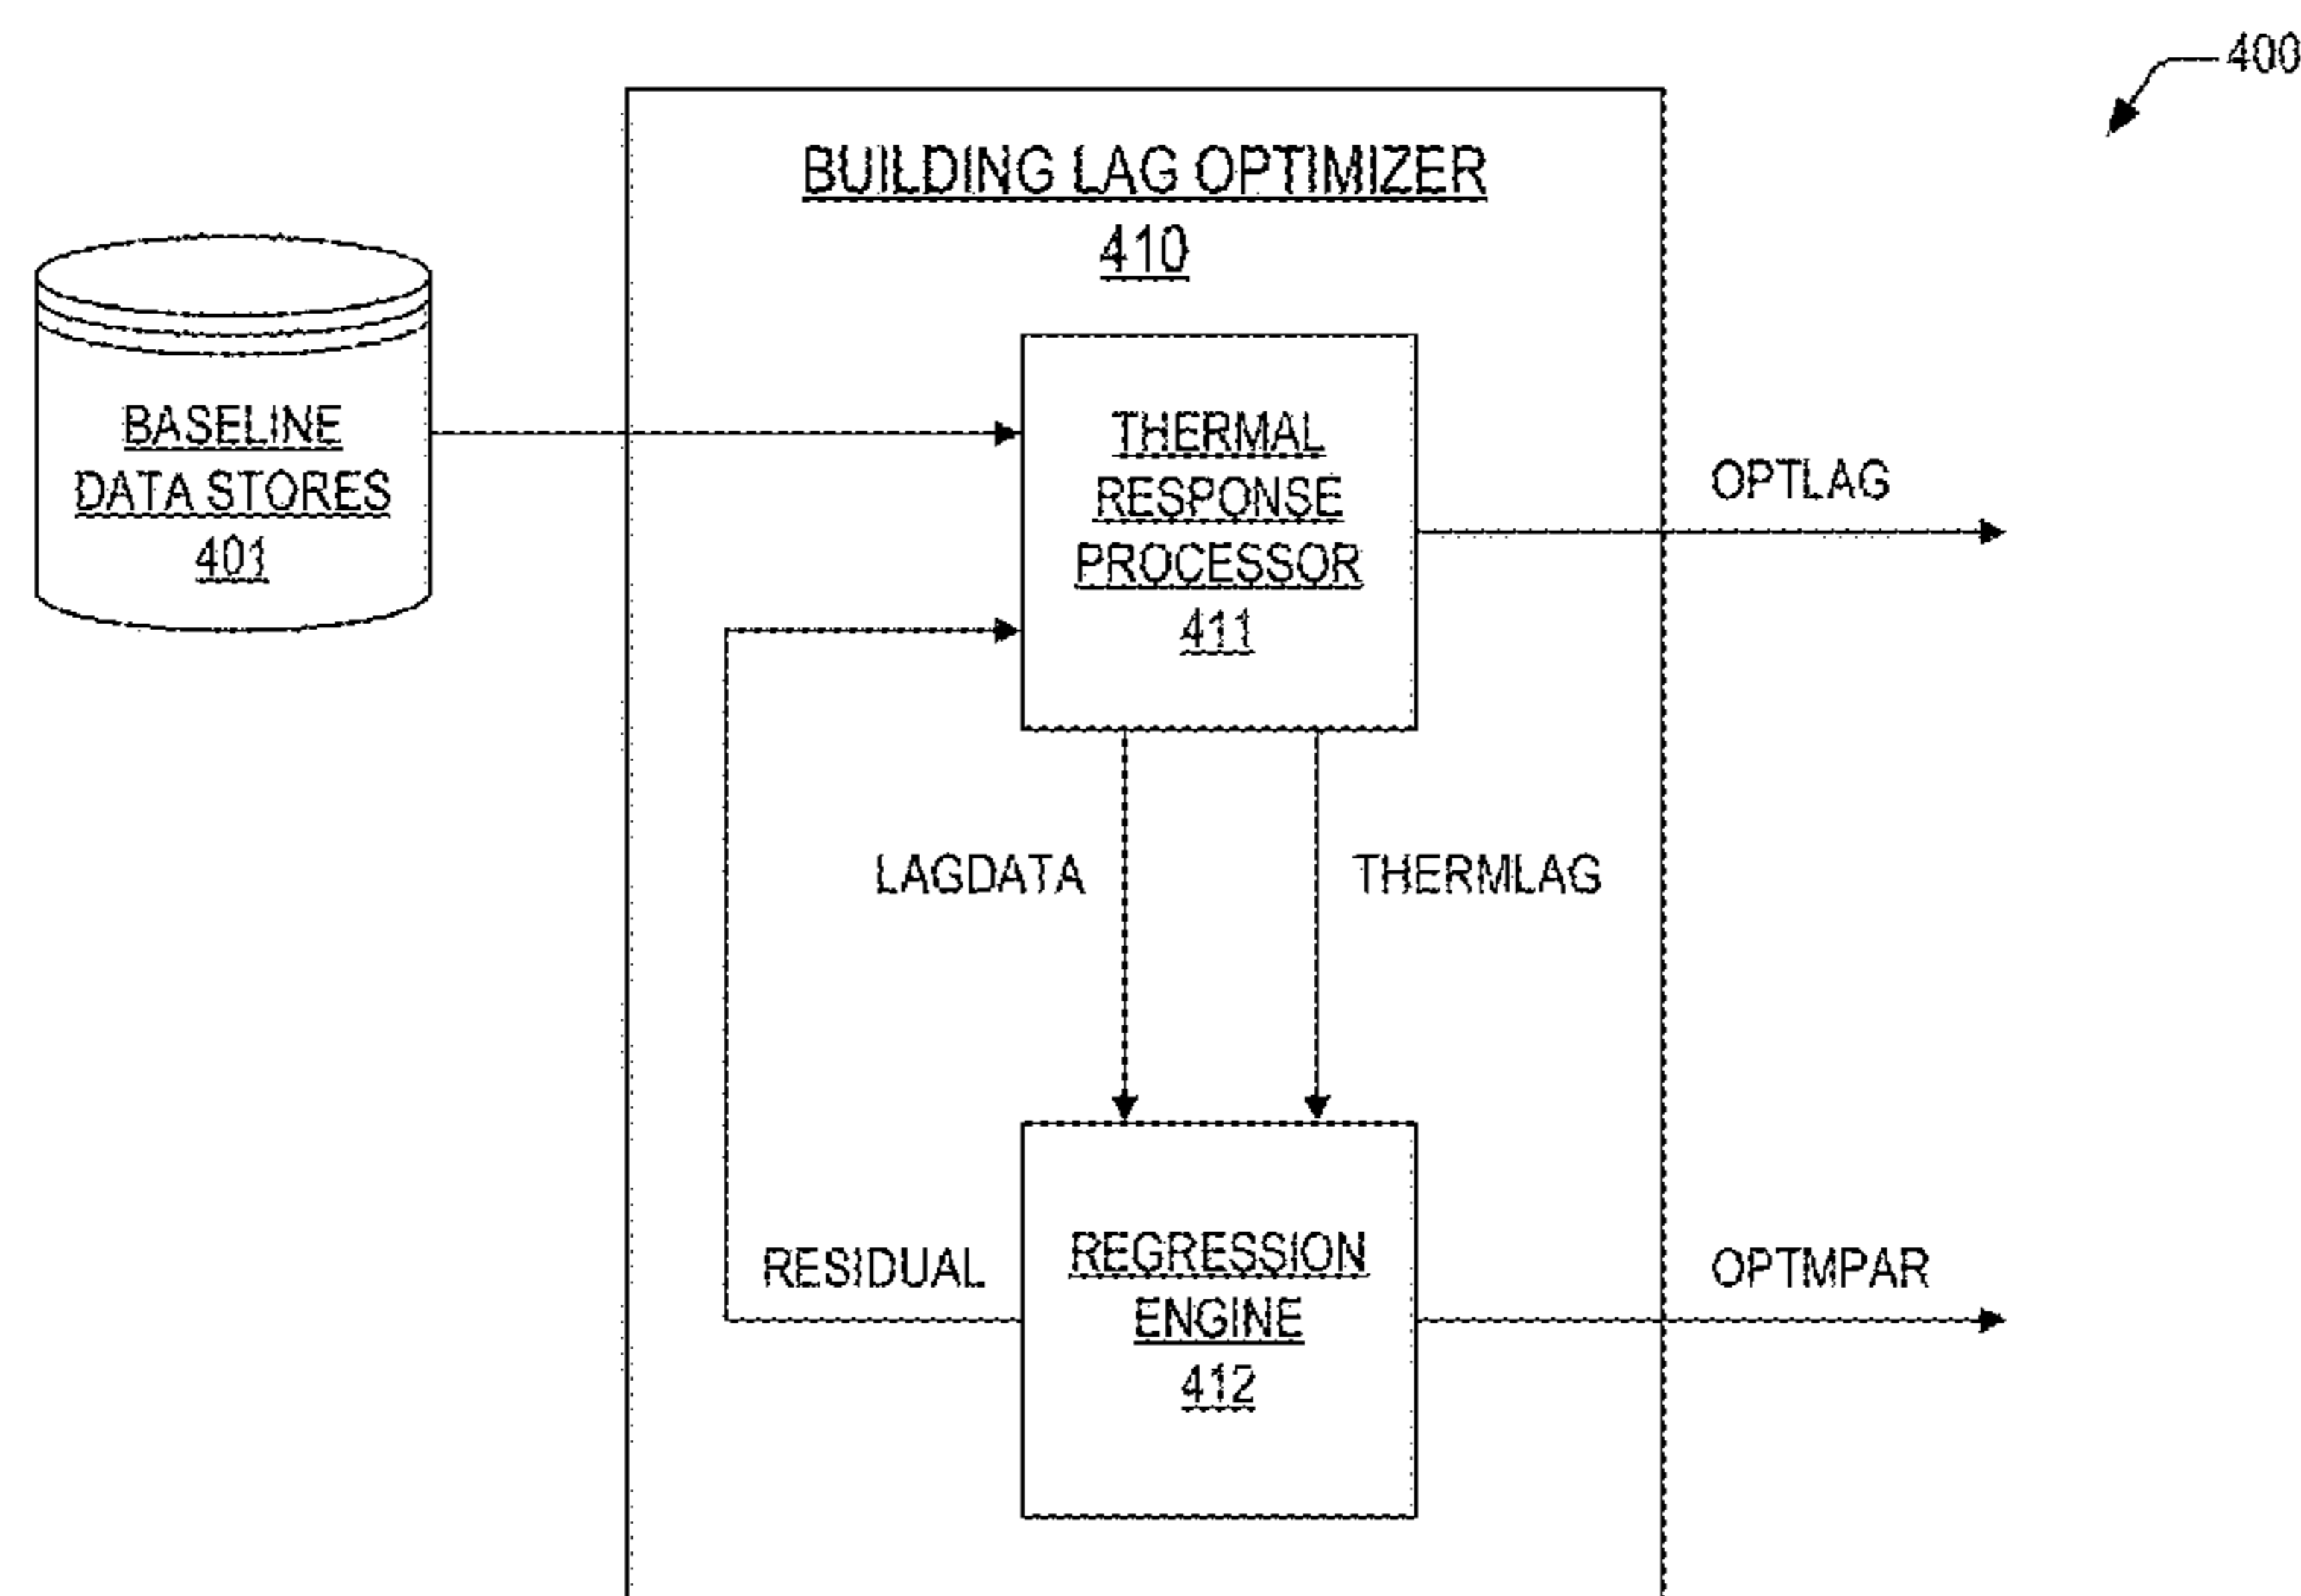 400
BUILDING LAG OPTIMIZER
410
BASELINE
DATA STORES
401
THERMAL
RESPONSE
PROCESSOR
411
OPTLAG
LAGDATA
THERMLAG
RESIDUAL
REGRESSION
ENGINE
412
OPTMPAR